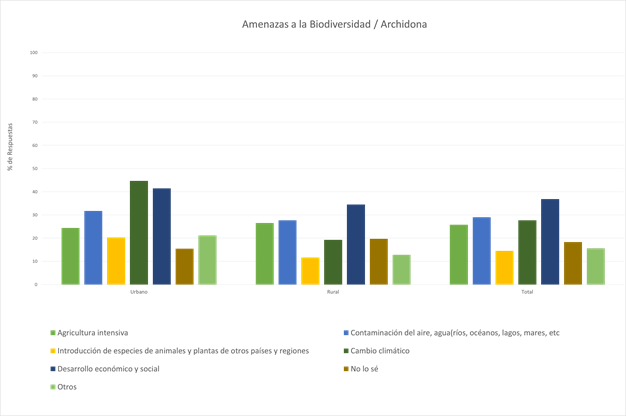 Amenazas a la Biodiversidad / Archidona
% de Respuestas
100
90
80
70
60
50
40
30
20
10
0
Urbano
Rural
Total
Agricultura intensiva
Contaminación del aire, agua(ríos, océanos, lagos, mares, etc
Introducción de especies de animales y plantas de otros países y regiones
Cambio climático
Desarrollo económico y social
No lo sé
Otros